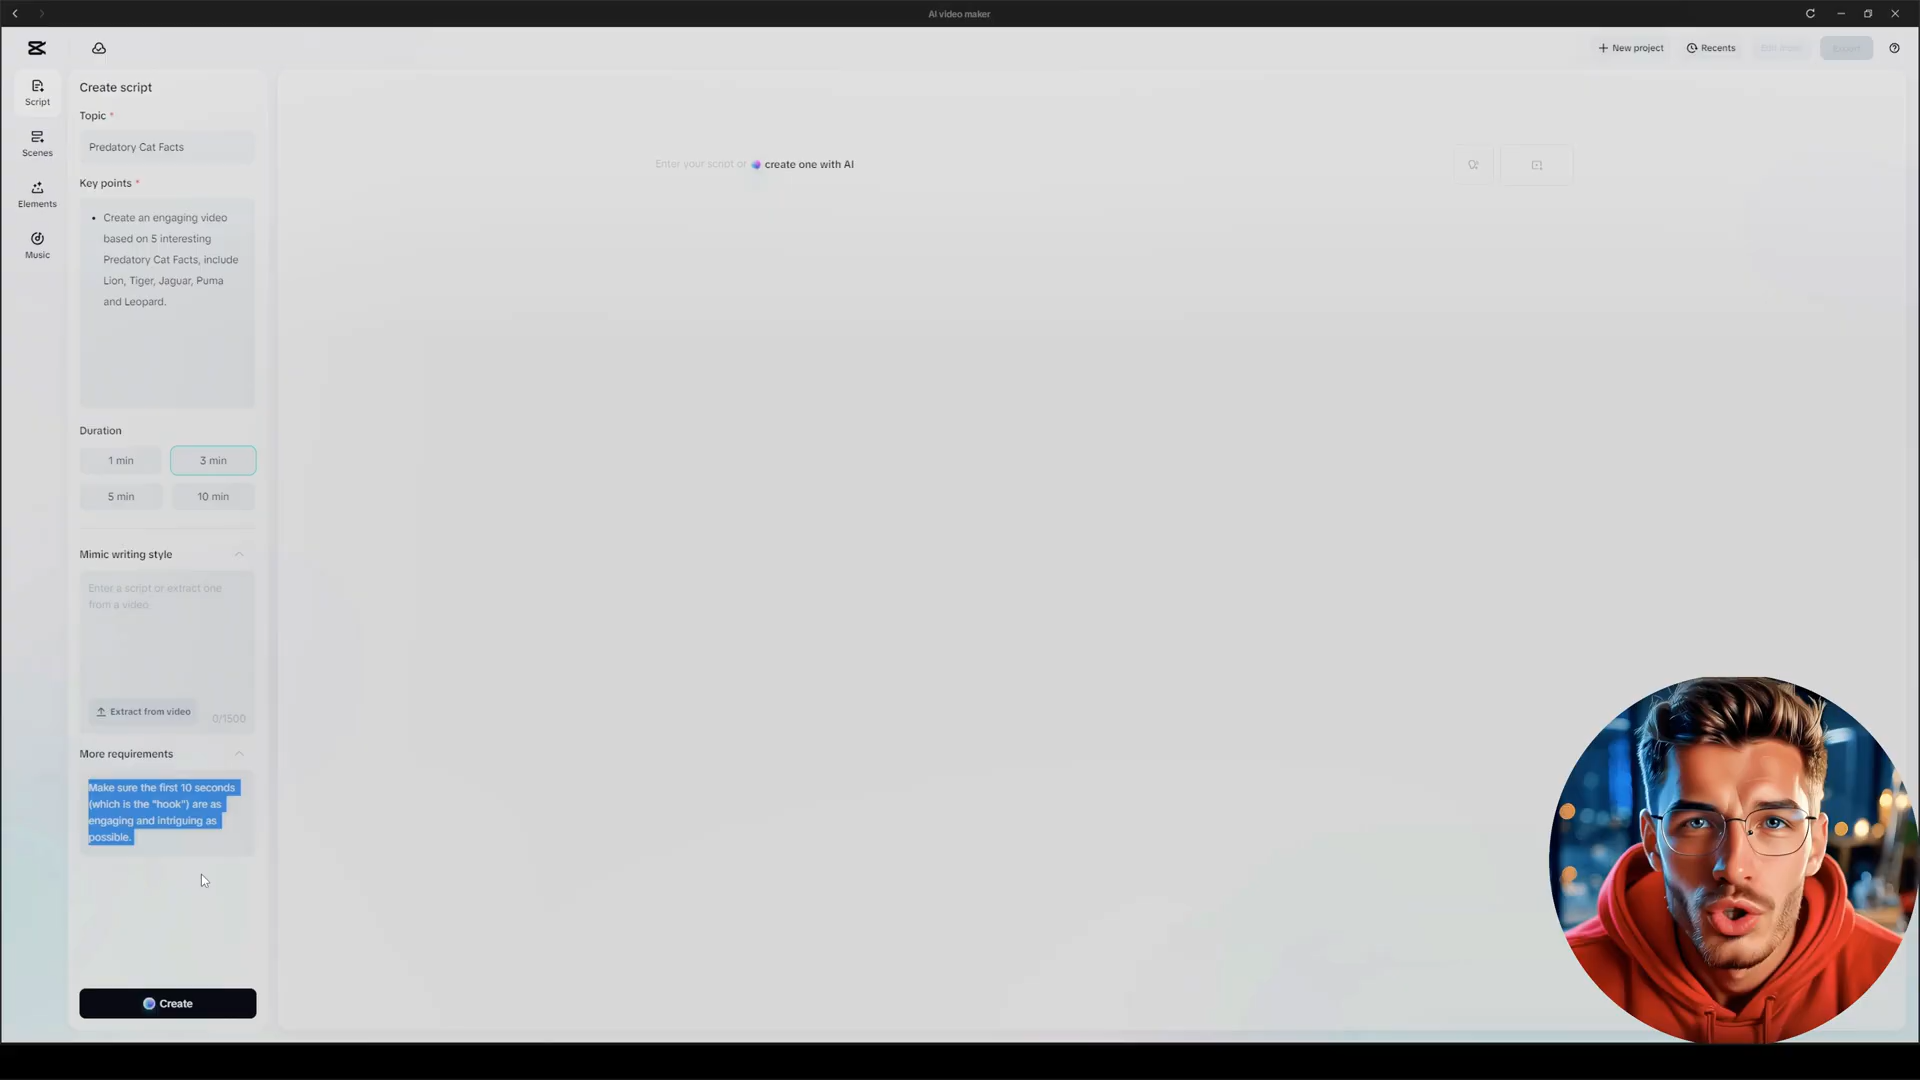 AI video maker
New project
Recents
Export
Script
Scenes
Elements
Music
Create script
Topic *
Predatory Cat Facts
Key points *
• Create an engaging video
based on 5 interesting
Predatory Cat Facts, include
Lion, Tiger, Jaguar, Puma
and Leopard.
Duration
1 min
3 min
5 min
10 min
Mimic writing style
Enter a script or extract one
from a video
Extract from video
0/1500
More requirements
Make sure the first 10 seconds
(which is the "hook") are as
engaging and intriguing as
possible.
Create
Enter your script or create one with AI